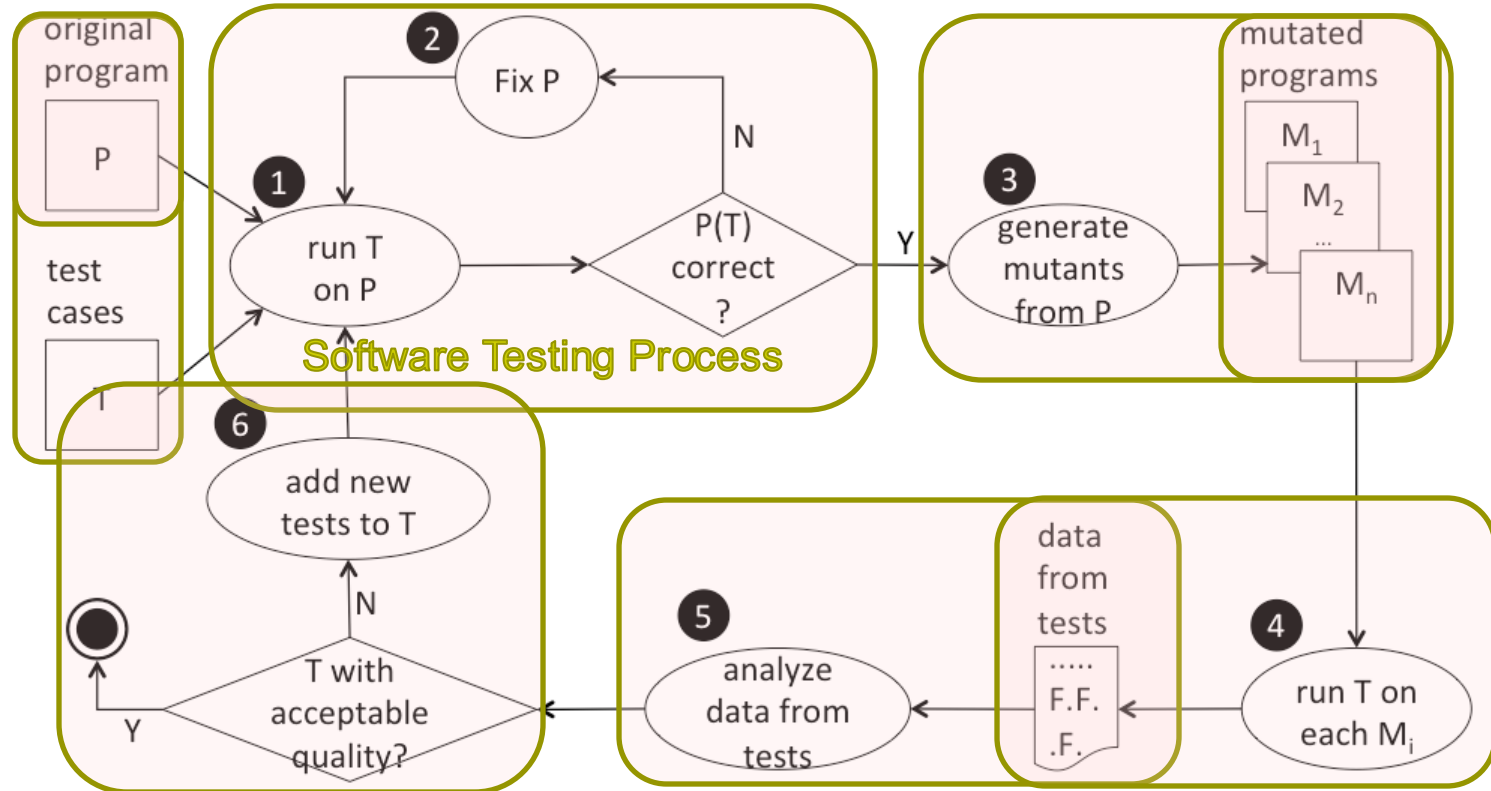 original
program
P
test
cases
T
2
Fix P
N
1
run T
on P
P(T)
correct
?
Y
Software Testing Process
3
generate
mutants
from P
mutated
programs
M₁
M₂
...
Mₙ
6
add new
tests to T
N
T with
acceptable
quality?
Y
5
analyze
data from
tests
data
from
tests
.....
F.F.
.F.
4
run T on
each Mᵢ